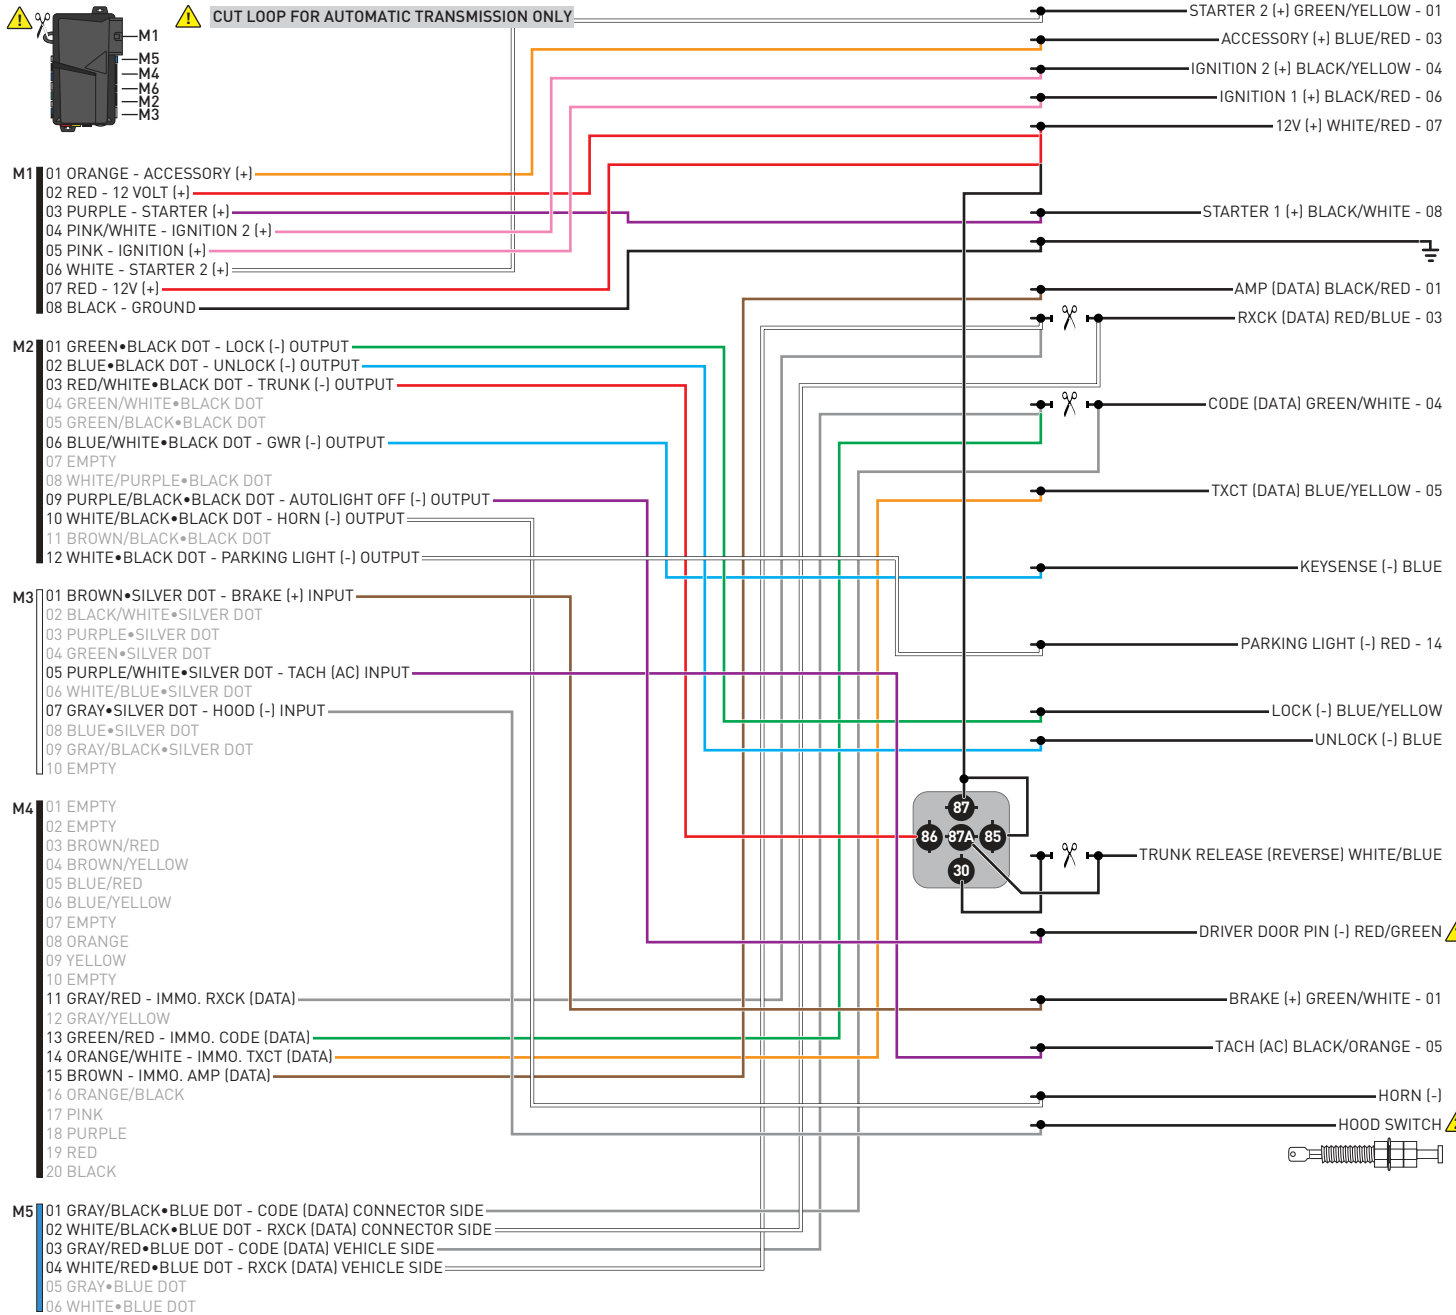 CUT LOOP FOR AUTOMATIC TRANSMISSION ONLY
M1
M5
M4
M6
M2
M3
STARTER 2 (+) GREEN/YELLOW - 01
ACCESSORY (+) BLUE/RED - 03
IGNITION 2 (+) BLACK/YELLOW - 04
IGNITION 1 (+) BLACK/RED - 06
12V (+) WHITE/RED - 07
STARTER 1 (+) BLACK/WHITE - 08
AMP (DATA) BLACK/RED - 01
RXCK (DATA) RED/BLUE - 03
CODE (DATA) GREEN/WHITE - 04
TXCT (DATA) BLUE/YELLOW - 05
KEYSENSE (-) BLUE
PARKING LIGHT (-) RED - 14
LOCK (-) BLUE/YELLOW
UNLOCK (-) BLUE
TRUNK RELEASE (REVERSE) WHITE/BLUE
DRIVER DOOR PIN (-) RED/GREEN
BRAKE (+) GREEN/WHITE - 01
TACH (AC) BLACK/ORANGE - 05
HORN (-)
HOOD SWITCH
87
86 87A 85
30
M1
01 ORANGE - ACCESSORY (+)
02 RED - 12 VOLT (+)
03 PURPLE - STARTER (+)
04 PINK/WHITE - IGNITION 2 (+)
05 PINK - IGNITION (+)
06 WHITE - STARTER 2 (+)
07 RED - 12V (+)
08 BLACK - GROUND
M2
01 GREEN•BLACK DOT - LOCK (-) OUTPUT
02 BLUE•BLACK DOT - UNLOCK (-) OUTPUT
03 RED/WHITE•BLACK DOT - TRUNK (-) OUTPUT
04 GREEN/WHITE•BLACK DOT
05 GREEN/BLACK•BLACK DOT
06 BLUE/WHITE•BLACK DOT - GWR (-) OUTPUT
07 EMPTY
08 WHITE/PURPLE•BLACK DOT
09 PURPLE/BLACK•BLACK DOT - AUTOLIGHT OFF (-) OUTPUT
10 WHITE/BLACK•BLACK DOT - HORN (-) OUTPUT
11 BROWN/BLACK•BLACK DOT
12 WHITE•BLACK DOT - PARKING LIGHT (-) OUTPUT
M3
01 BROWN•SILVER DOT - BRAKE (+) INPUT
02 BLACK/WHITE•SILVER DOT
03 PURPLE•SILVER DOT
04 GREEN•SILVER DOT
05 PURPLE/WHITE•SILVER DOT - TACH (AC) INPUT
06 WHITE/BLUE•SILVER DOT
07 GRAY•SILVER DOT - HOOD (-) INPUT
08 BLUE•SILVER DOT
09 GRAY/BLACK•SILVER DOT
10 EMPTY
M4
01 EMPTY
02 EMPTY
03 BROWN/RED
04 BROWN/YELLOW
05 BLUE/RED
06 BLUE/YELLOW
07 EMPTY
08 ORANGE
09 YELLOW
10 EMPTY
11 GRAY/RED - IMMO. RXCK (DATA)
12 GRAY/YELLOW
13 GREEN/RED - IMMO. CODE (DATA)
14 ORANGE/WHITE - IMMO. TXCT (DATA)
15 BROWN - IMMO. AMP (DATA)
16 ORANGE/BLACK
17 PINK
18 PURPLE
19 RED
20 BLACK
M5
01 GRAY/BLACK•BLUE DOT - CODE (DATA) CONNECTOR SIDE
02 WHITE/BLACK•BLUE DOT - RXCK (DATA) CONNECTOR SIDE
03 GRAY/RED•BLUE DOT - CODE (DATA) VEHICLE SIDE
04 WHITE/RED•BLUE DOT - RXCK (DATA) VEHICLE SIDE
05 GRAY•BLUE DOT
06 WHITE•BLUE DOT